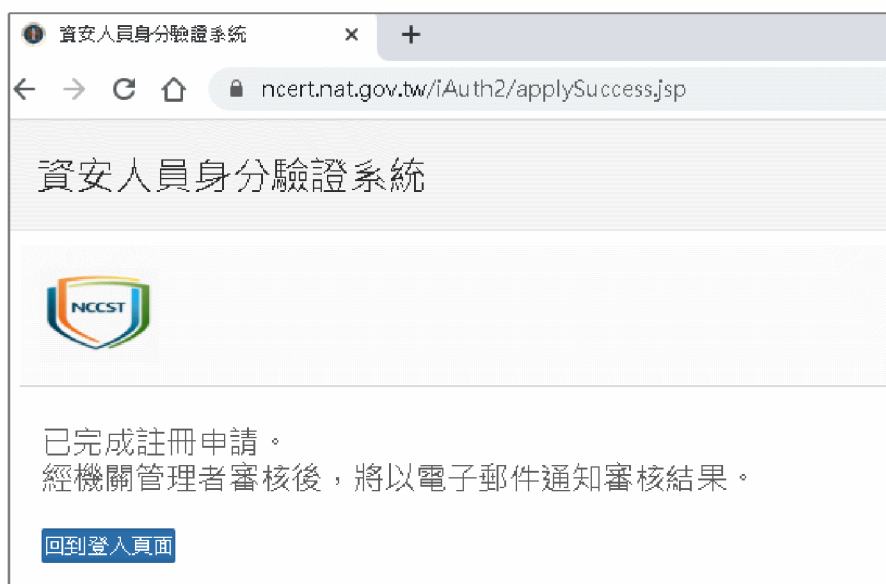 資安人員身分驗證系統
ncert.nat.gov.tw/iAuth2/applySuccess.jsp
資安人員身分驗證系統
NCCST
已完成註冊申請。
經機關管理者審核後，將以電子郵件通知審核結果。
回到登入頁面